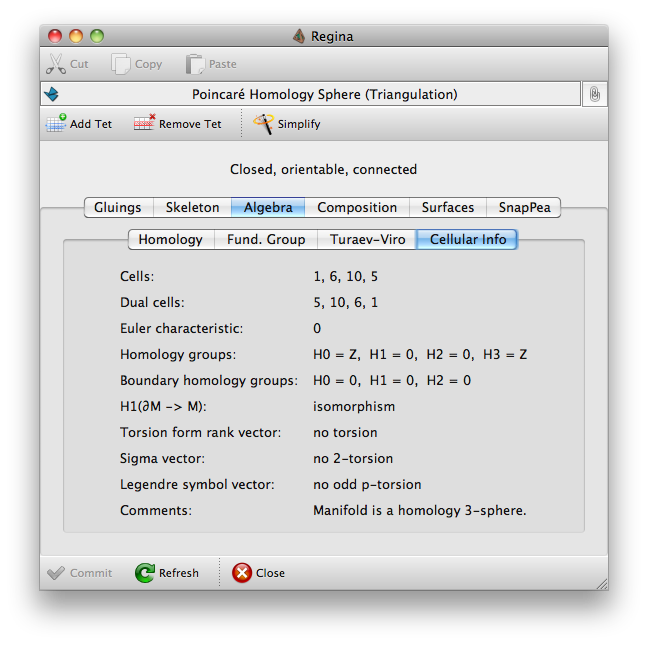 Regina
Cut Copy Paste
Poincaré Homology Sphere (Triangulation)
Add Tet Remove Tet Simplify
Closed, orientable, connected
Gluings Skeleton Algebra Composition Surfaces SnapPea
Homology Fund. Group Turaev-Viro Cellular Info
Cells: 1, 6, 10, 5
Dual cells: 5, 10, 6, 1
Euler characteristic: 0
Homology groups: H0 = Z, H1 = 0, H2 = 0, H3 = Z
Boundary homology groups: H0 = 0, H1 = 0, H2 = 0
H1(∂M -> M): isomorphism
Torsion form rank vector: no torsion
Sigma vector: no 2-torsion
Legendre symbol vector: no odd p-torsion
Comments: Manifold is a homology 3-sphere.
Commit Refresh Close